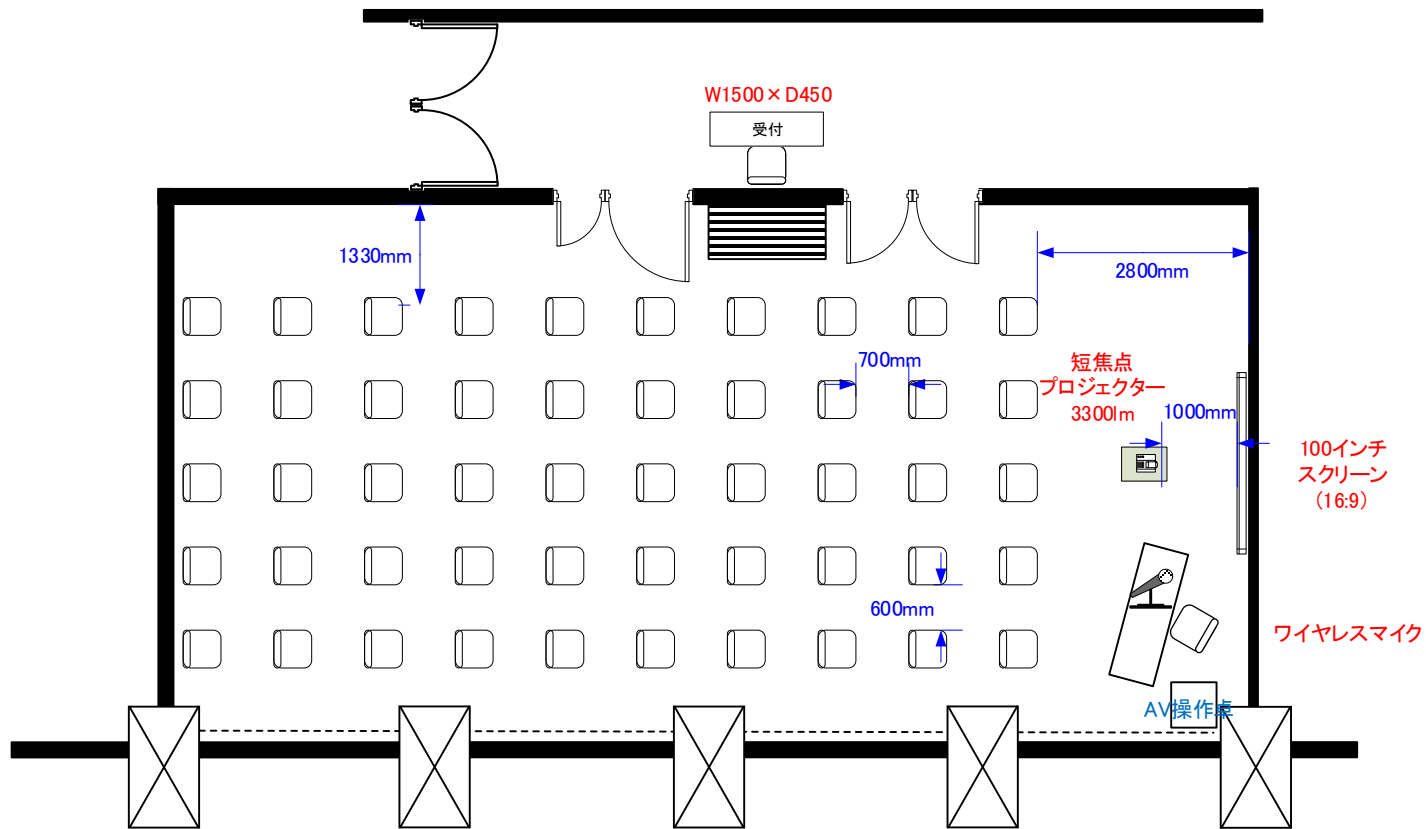 W1500×D450
受付
1330mm
2800mm
700mm
短焦点
プロジェクター
3300lm
1000mm
100インチ
スクリーン
(16:9)
600mm
ワイヤレスマイク
AV操作卓